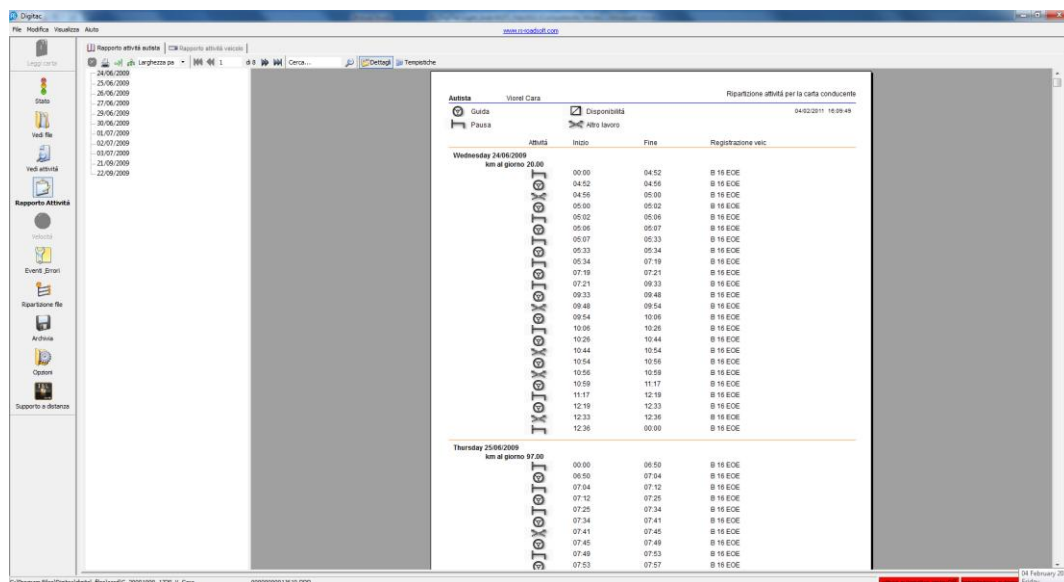 Digitac
File Modifica Visualizza Aiuto
www.rs-roadsoft.com
Leggi carta
Stato
Vedi file
Vedi attività
Rapporto Attività
Velocità
Eventi_Errori
Ripartizione file
Archivia
Opzioni
Supporto a distanza
Rapporto attività autista Rapporto attività veicolo
Larghezza pa 1 di 8 Cerca... Dettagli Tempistiche
24/06/2009
25/06/2009
26/06/2009
27/06/2009
29/06/2009
30/06/2009
01/07/2009
02/07/2009
03/07/2009
21/09/2009
22/09/2009
Autista Viorel Cara Ripartizione attività per la carta conducente
Guida Disponibilità 04/02/2011 16:09:49
Pausa Altro lavoro
Attività Inizio Fine Registrazione veic
Wednesday 24/06/2009
km al giorno 20.00
00:00 04:52 B 16 EOE
04:52 04:56 B 16 EOE
04:56 05:00 B 16 EOE
05:00 05:02 B 16 EOE
05:02 05:06 B 16 EOE
05:06 05:07 B 16 EOE
05:07 05:33 B 16 EOE
05:33 05:34 B 16 EOE
05:34 07:19 B 16 EOE
07:19 07:21 B 16 EOE
07:21 09:33 B 16 EOE
09:33 09:48 B 16 EOE
09:48 09:54 B 16 EOE
09:54 10:06 B 16 EOE
10:06 10:26 B 16 EOE
10:26 10:44 B 16 EOE
10:44 10:54 B 16 EOE
10:54 10:56 B 16 EOE
10:56 10:59 B 16 EOE
10:59 11:17 B 16 EOE
11:17 12:19 B 16 EOE
12:19 12:33 B 16 EOE
12:33 12:36 B 16 EOE
12:36 00:00 B 16 EOE
Thursday 25/06/2009
km al giorno 97.00
00:00 06:50 B 16 EOE
06:50 07:04 B 16 EOE
07:04 07:12 B 16 EOE
07:12 07:25 B 16 EOE
07:25 07:34 B 16 EOE
07:34 07:41 B 16 EOE
07:41 07:45 B 16 EOE
07:45 07:49 B 16 EOE
07:49 07:53 B 16 EOE
07:53 07:57 B 16 EOE
04 February 20
Friday